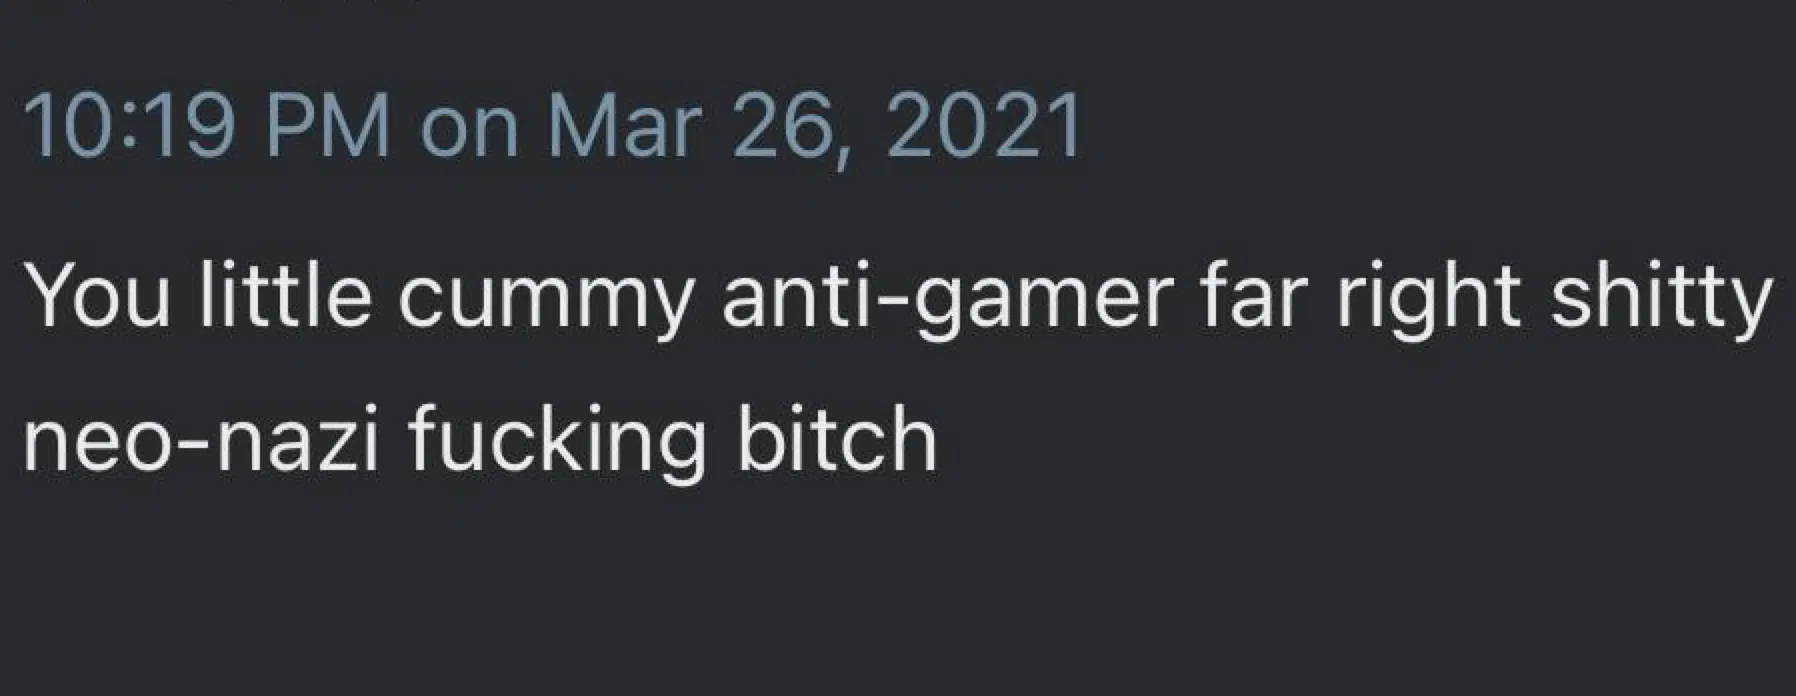 10:19 PM on Mar 26, 2021
You little cummy anti-gamer far right shitty
neo-nazi fucking bitch